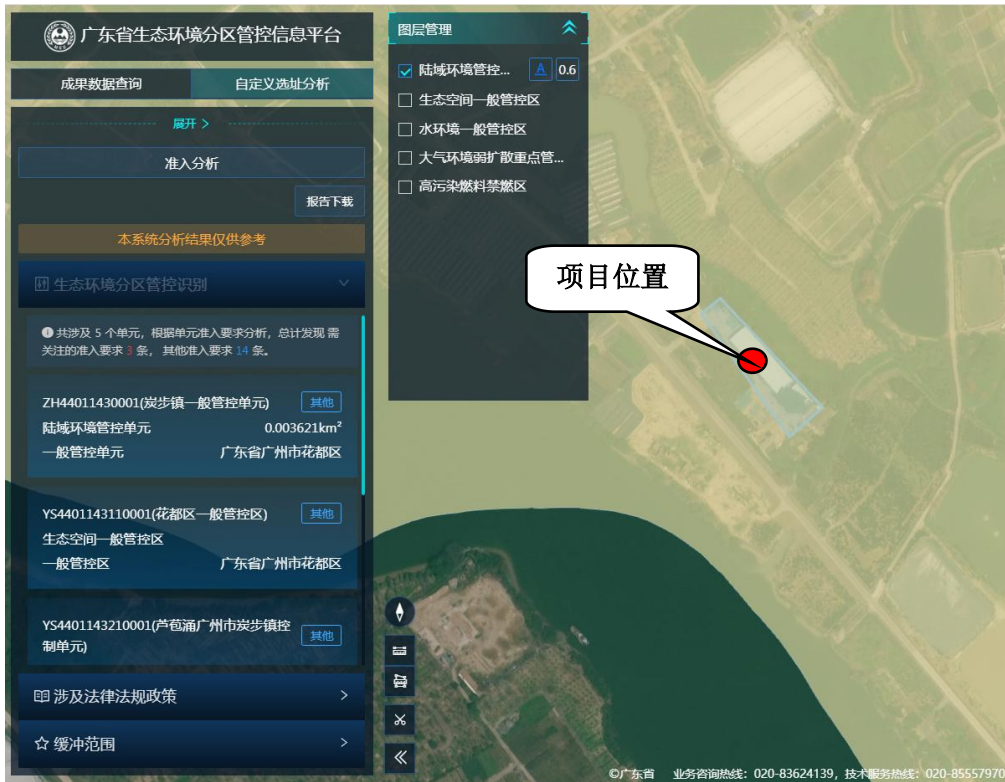 广东省生态环境分区管控信息平台
成果数据查询
自定义选址分析
展开 >
准入分析
报告下载
本系统分析结果仅供参考
生态环境分区管控识别
共涉及 5 个单元，根据单元准入要求分析，总计发现 需
关注的准入要求 3 条，其他准入要求 14 条。
ZH44011430001(炭步镇一般管控单元)
其他
陆域环境管控单元
0.003621km²
一般管控单元
广东省广州市花都区
YS4401143110001(花都区一般管控区)
其他
生态空间一般管控区
一般管控区
广东省广州市花都区
YS4401143210001(芦苞涌广州市炭步镇控
制单元)
其他
涉及法律法规政策
缓冲范围
图层管理
陆域环境管控...
A
0.6
生态空间一般管控区
水环境一般管控区
大气环境弱扩散重点管...
高污染燃料禁燃区
项目位置
©广东省 业务咨询热线：020-83624139，技术服务热线：020-85557970